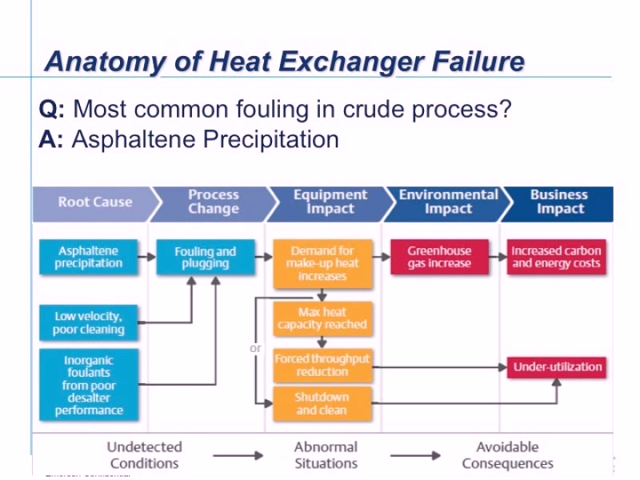 Anatomy of Heat Exchanger Failure
Q: Most common fouling in crude process?
A: Asphaltene Precipitation
Root Cause
Process
Change
Equipment
Impact
Environmental
Impact
Business
Impact
Asphaltene
precipitation
Fouling and
plugging
Demand for
make-up heat
increases
Greenhouse
gas increase
Increased carbon
and energy costs
Low velocity,
poor cleaning
Max heat
capacity reached
or
Inorganic
foulants
from poor
desalter
performance
Forced throughput
reduction
Under-utilization
Shutdown
and clean
Undetected
Conditions
Abnormal
Situations
Avoidable
Consequences